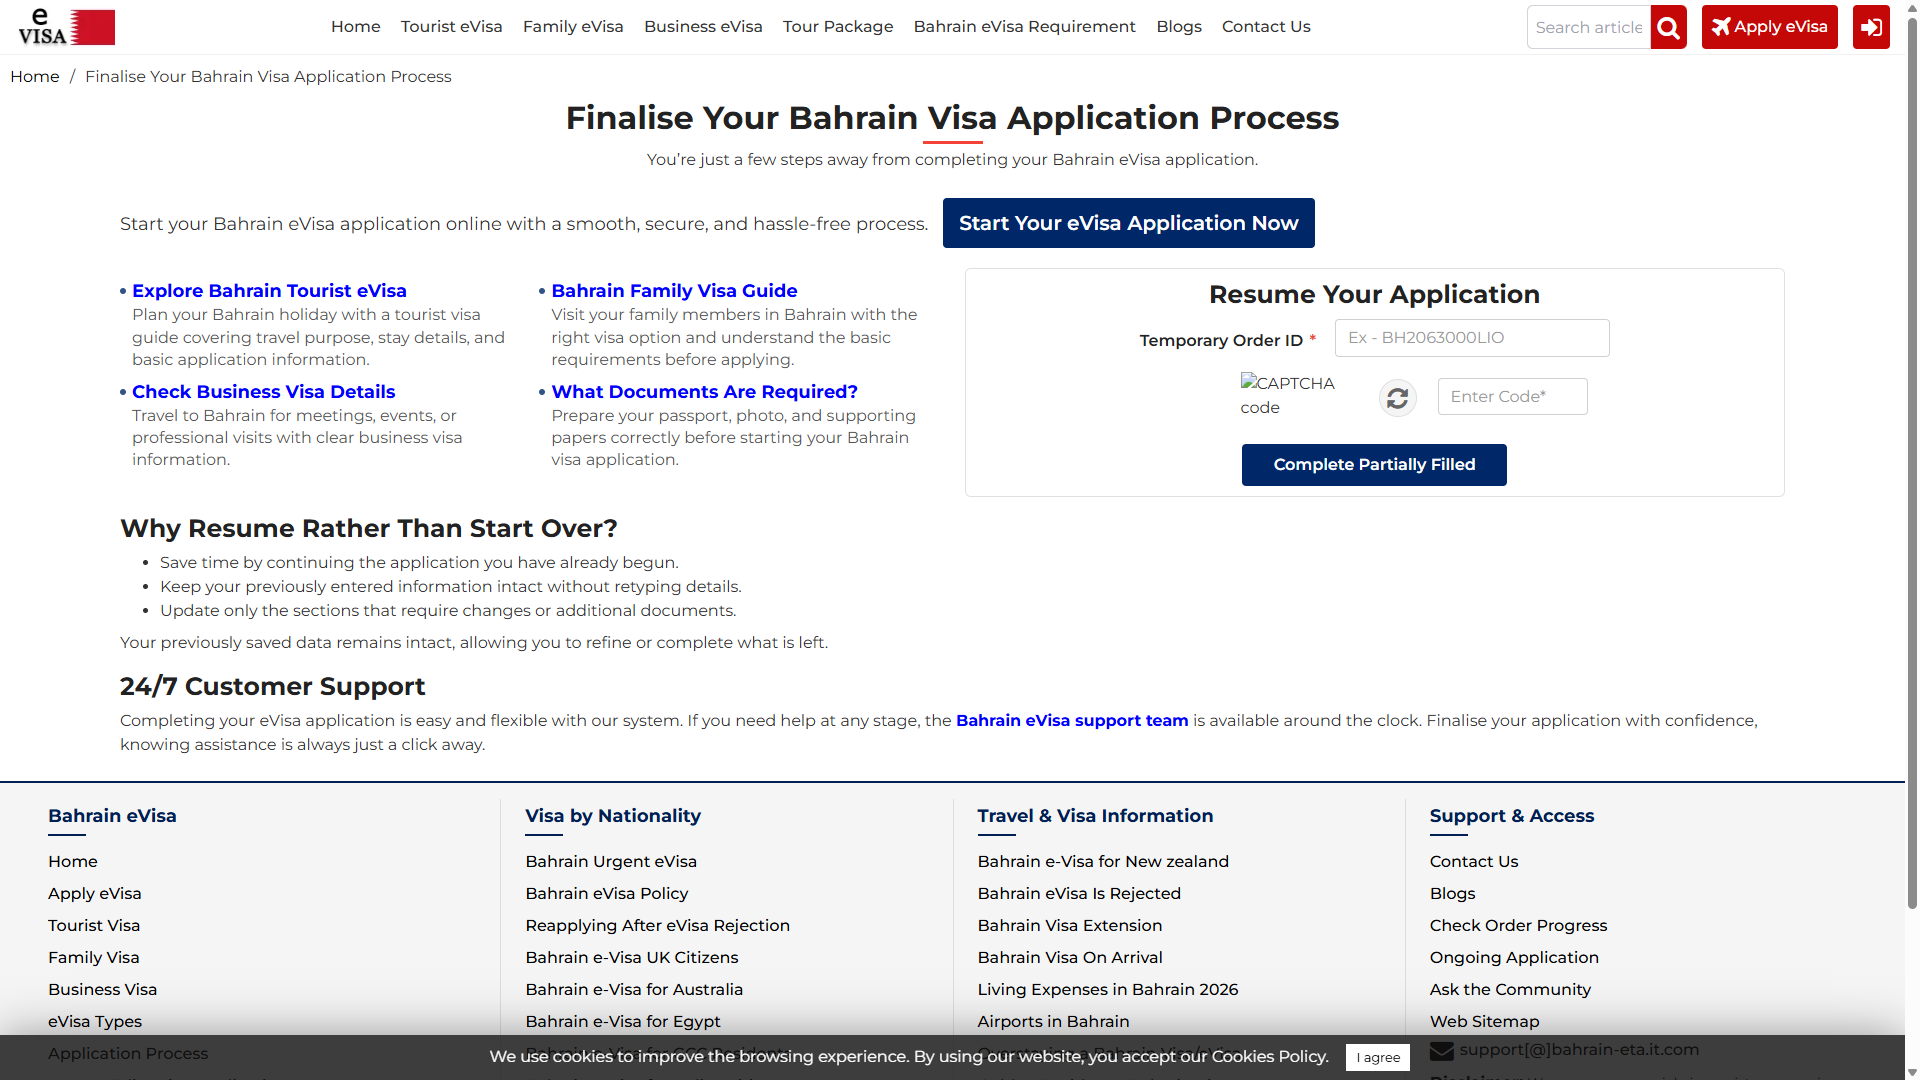 e
VISA
Home
Tourist eVisa
Family eVisa
Business eVisa
Tour Package
Bahrain eVisa Requirement
Blogs
Contact Us
Search article
Apply eVisa
Home / Finalise Your Bahrain Visa Application Process
Finalise Your Bahrain Visa Application Process
You’re just a few steps away from completing your Bahrain eVisa application.
Start your Bahrain eVisa application online with a smooth, secure, and hassle-free process.
Start Your eVisa Application Now
Explore Bahrain Tourist eVisa
Plan your Bahrain holiday with a tourist visa
guide covering travel purpose, stay details, and
basic application information.
Bahrain Family Visa Guide
Visit your family members in Bahrain with the
right visa option and understand the basic
requirements before applying.
Check Business Visa Details
Travel to Bahrain for meetings, events, or
professional visits with clear business visa
information.
What Documents Are Required?
Prepare your passport, photo, and supporting
papers correctly before starting your Bahrain
visa application.
Resume Your Application
Temporary Order ID *
Ex - BH2063000LIO
CAPTCHA
code
Enter Code*
Complete Partially Filled
Why Resume Rather Than Start Over?
Save time by continuing the application you have already begun.
Keep your previously entered information intact without retyping details.
Update only the sections that require changes or additional documents.
Your previously saved data remains intact, allowing you to refine or complete what is left.
24/7 Customer Support
Completing your eVisa application is easy and flexible with our system. If you need help at any stage, the Bahrain eVisa support team is available around the clock. Finalise your application with confidence,
knowing assistance is always just a click away.
Bahrain eVisa
Home
Apply eVisa
Tourist Visa
Family Visa
Business Visa
eVisa Types
Application Process
Visa by Nationality
Bahrain Urgent eVisa
Bahrain eVisa Policy
Reapplying After eVisa Rejection
Bahrain e-Visa UK Citizens
Bahrain e-Visa for Australia
Bahrain e-Visa for Egypt
Travel & Visa Information
Bahrain e-Visa for New zealand
Bahrain eVisa Is Rejected
Bahrain Visa Extension
Bahrain Visa On Arrival
Living Expenses in Bahrain 2026
Airports in Bahrain
Support & Access
Contact Us
Blogs
Check Order Progress
Ongoing Application
Ask the Community
Web Sitemap
support[@]bahrain-eta.it.com
We use cookies to improve the browsing experience. By using our website, you accept our Cookies Policy.
I agree